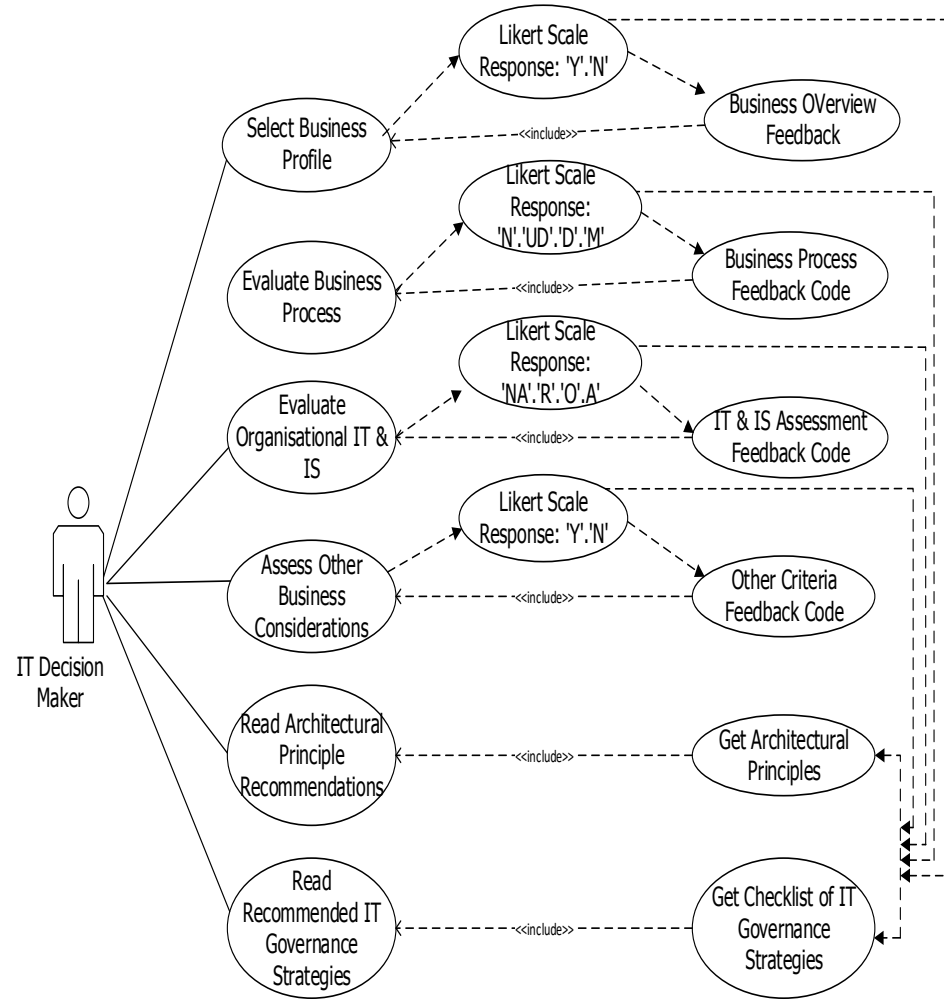 Likert Scale
Response: 'Y'.'N'
Business OVerview
Feedback
Select Business
Profile
<<include>>
Likert Scale
Response:
'N'.'UD'.'D'.'M'
Business Process
Feedback Code
Evaluate Business
Process
<<include>>
Likert Scale
Response:
'NA'.'R'.'O'.'A'
Evaluate
Organisational IT &
IS
<<include>>
IT & IS Assessment
Feedback Code
Likert Scale
Response: 'Y'.'N'
Assess Other
Business
Considerations
<<include>>
Other Criteria
Feedback Code
IT Decision
Maker
Read Architectural
Principle
Recommendations
<<include>>
Get Architectural
Principles
Read
Recommended IT
Governance
Strategies
<<include>>
Get Checklist of IT
Governance
Strategies